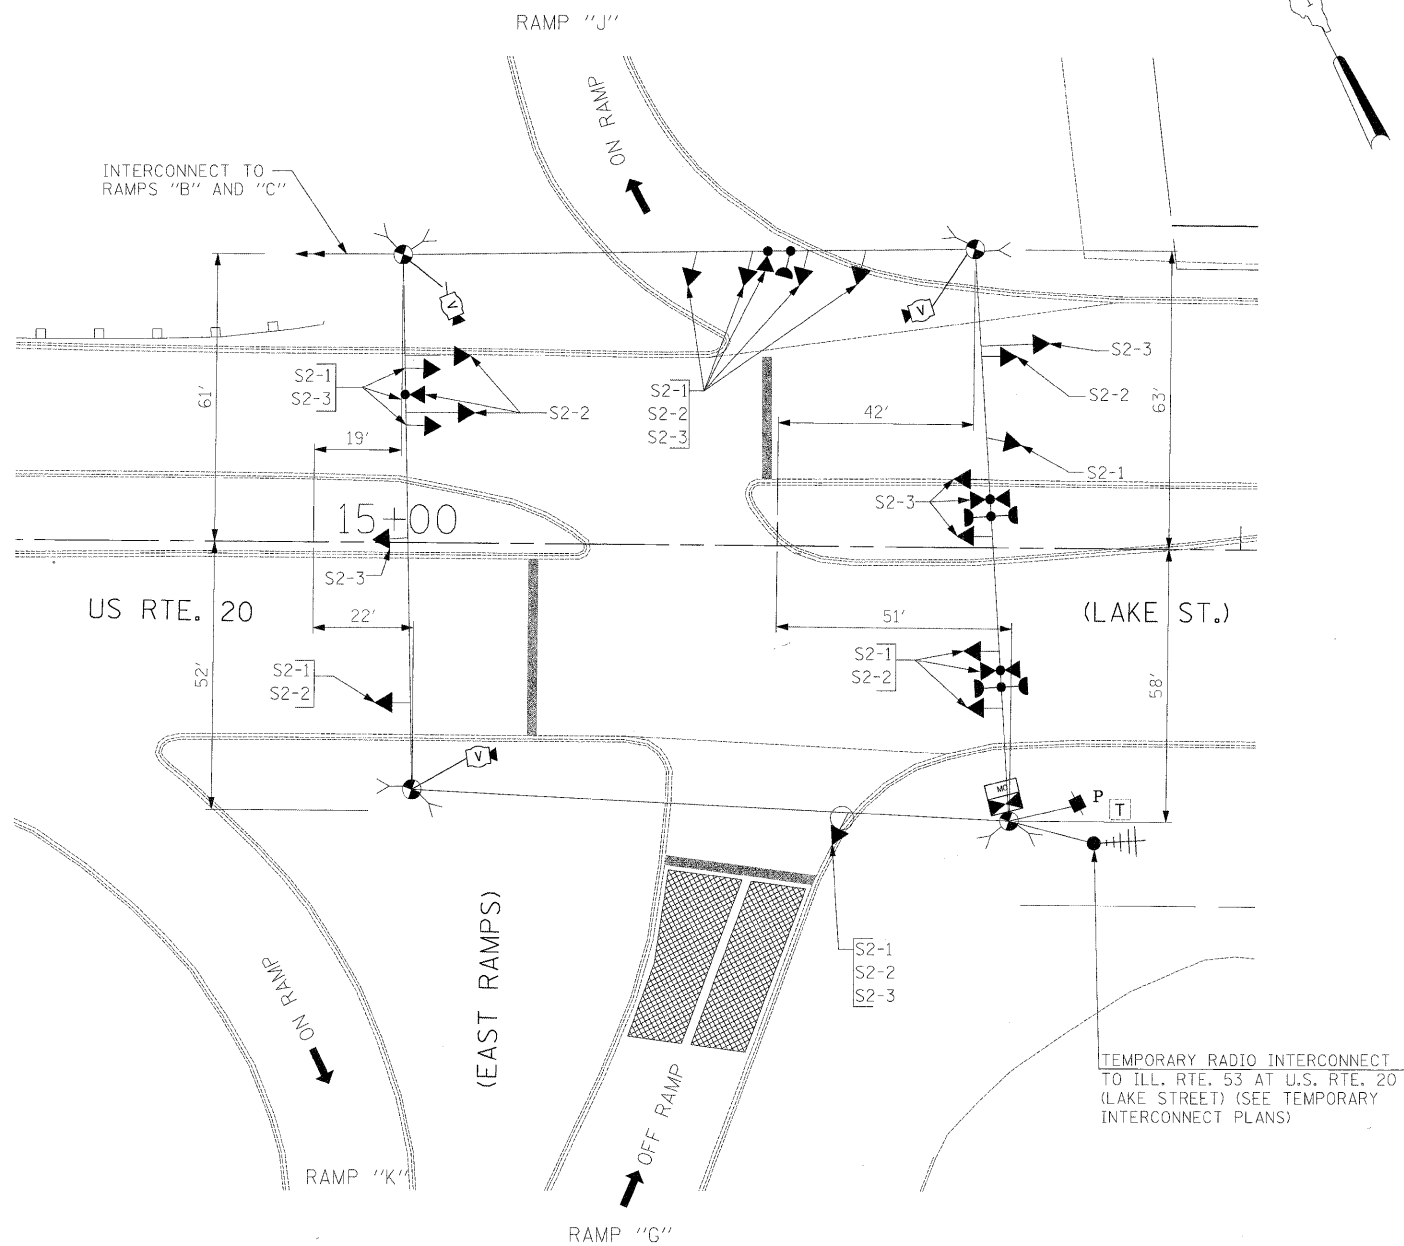 RAMP "J"
ON RAMP
INTERCONNECT TO
RAMPS "B" AND "C"
V
V
S2-1
S2-3
S2-2
S2-1
S2-2
S2-3
S2-3
S2-2
S2-1
61'
19'
42'
63'
15+00
S2-3
S2-3
US RTE. 20
(LAKE ST.)
22'
51'
52'
58'
S2-1
S2-2
S2-1
S2-2
V
MC
P
T
(EAST RAMPS)
S2-1
S2-2
S2-3
ON RAMP
OFF RAMP
TEMPORARY RADIO INTERCONNECT
TO ILL. RTE. 53 AT U.S. RTE. 20
(LAKE STREET) (SEE TEMPORARY
INTERCONNECT PLANS)
RAMP "K"
RAMP "G"